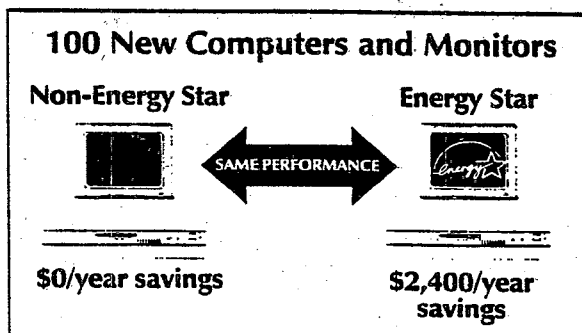 100 New Computers and Monitors
Non-Energy Star
Energy Star
SAME PERFORMANCE
energy
$0/year savings
$2,400/year
savings